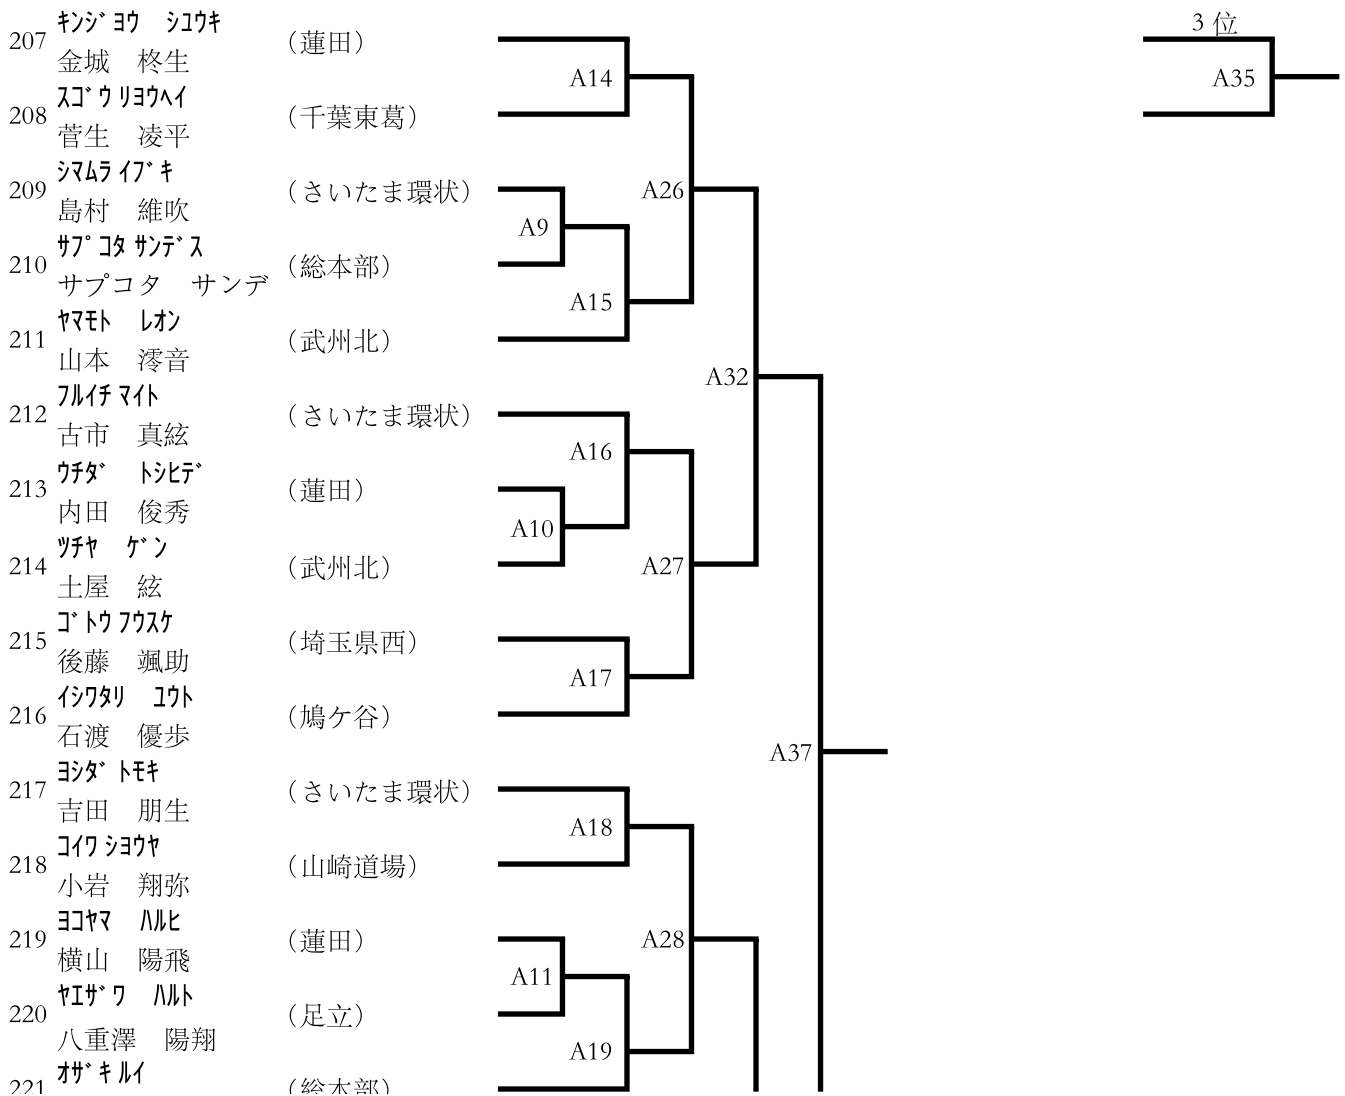 ｷﾝｼﾞﾖｳ　ｼﾕｳｷ
207　金城　柊生　（蓮田）
ｽｺﾞｳ ﾘﾖｳﾍｲ
208　菅生　凌平　（千葉東葛）
ｼﾏﾑﾗ ｲﾌﾞｷ
209　島村　維吹　（さいたま環状）
ｻﾌﾟｺﾀ ｻﾝﾃﾞｽ
210　サプコタ　サンデ　（総本部）
ﾔﾏﾓﾄ　ﾚｵﾝ
211　山本　澪音　（武州北）
ﾌﾙｲﾁ ﾏｲﾄ
212　古市　真絃　（さいたま環状）
ｳﾁﾀﾞ　ﾄｼﾋﾃﾞ
213　内田　俊秀　（蓮田）
ﾂﾁﾔ　ｹﾞﾝ
214　土屋　絃　（武州北）
ｺﾞﾄｳ ﾌｳｽｹ
215　後藤　颯助　（埼玉県西）
ｲｼﾜﾀﾘ　ﾕｳﾄ
216　石渡　優歩　（鳩ケ谷）
ﾖｼﾀﾞ ﾄﾓｷ
217　吉田　朋生　（さいたま環状）
ｺｲﾜ ｼﾖｳﾔ
218　小岩　翔弥　（山崎道場）
ﾖｺﾔﾏ　ﾊﾙﾋ
219　横山　陽飛　（蓮田）
ﾔｴｻﾞﾜ　ﾊﾙﾄ
220　八重澤　陽翔　（足立）
ｵｻﾞｷ ﾙｲ
221　（総本部）
A9
A10
A11
A14
A15
A16
A17
A18
A19
A26
A27
A28
A32
A37
3 位
A35